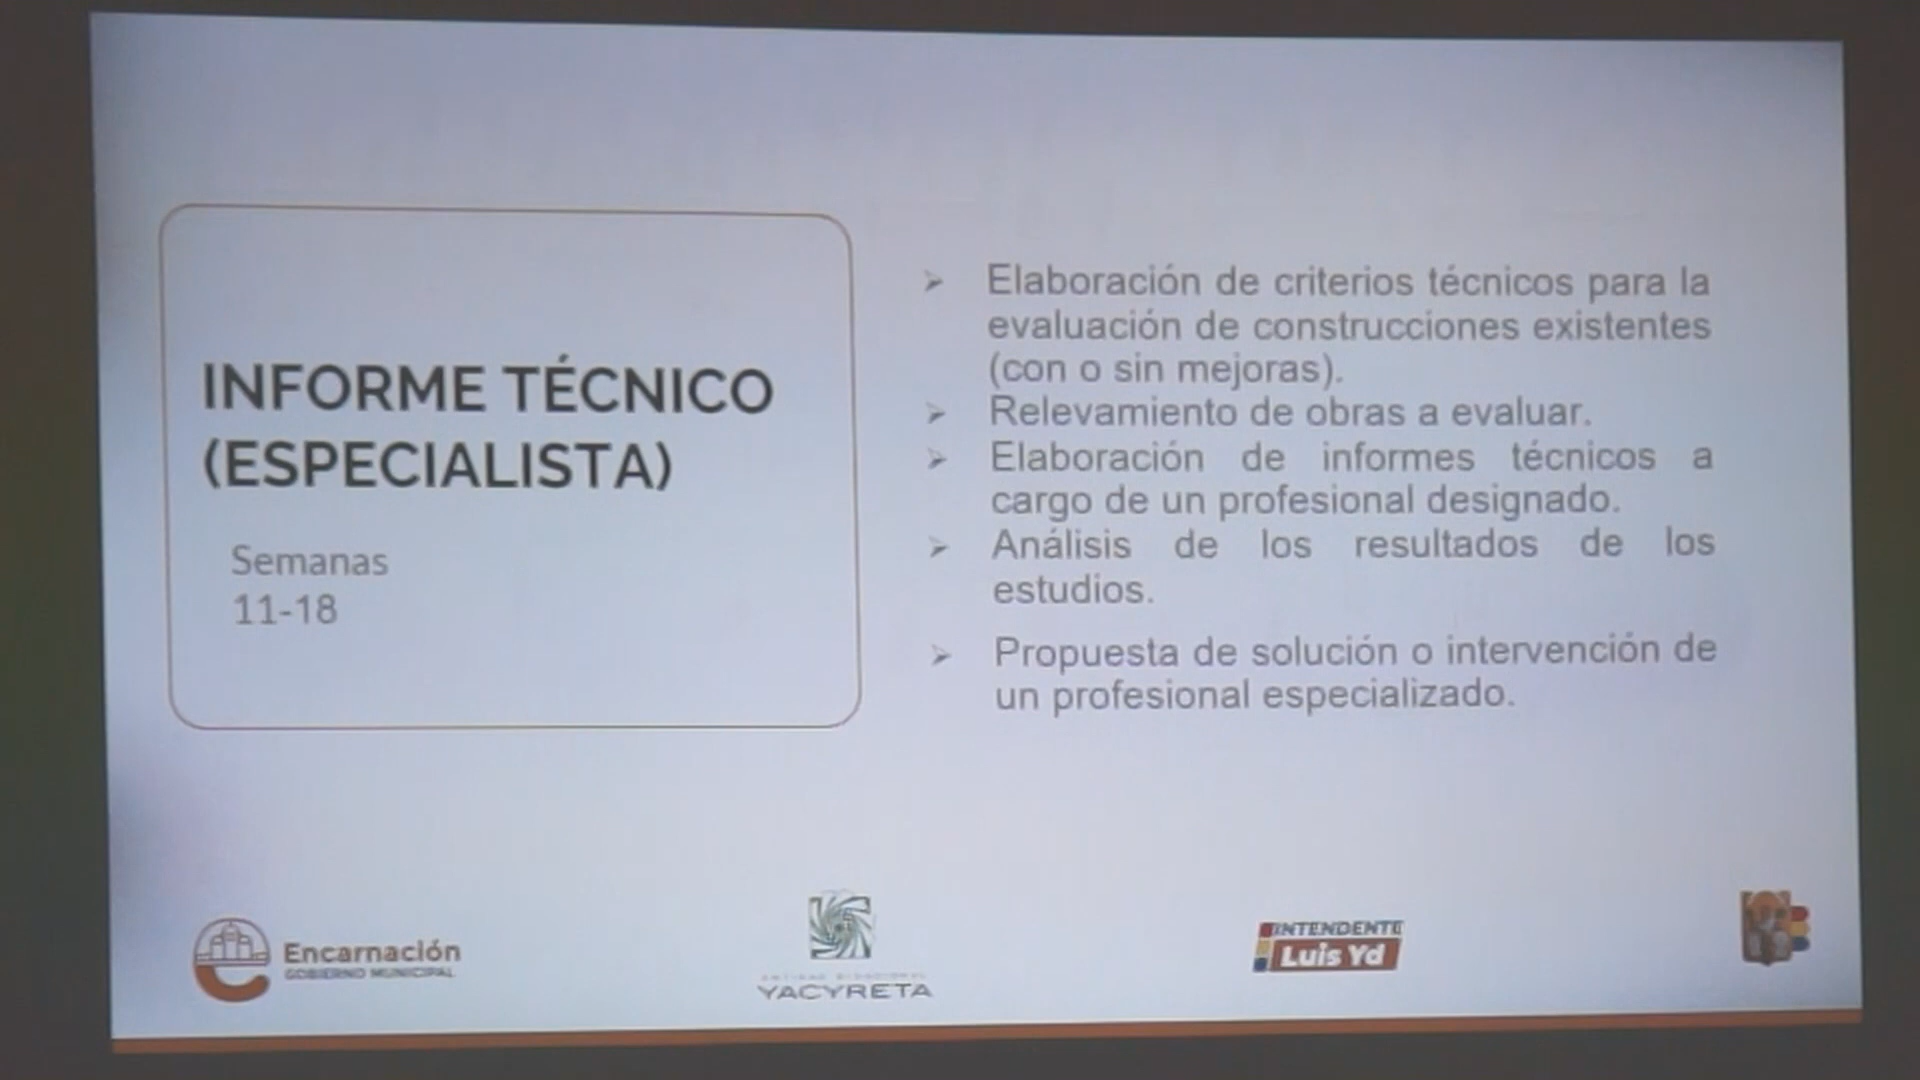 INFORME TÉCNICO
(ESPECIALISTA)
Semanas
11-18
➢ Elaboración de criterios técnicos para la
evaluación de construcciones existentes
(con o sin mejoras).
➢ Relevamiento de obras a evaluar.
➢ Elaboración de informes técnicos a
cargo de un profesional designado.
➢ Análisis de los resultados de los
estudios.
➢ Propuesta de solución o intervención de
un profesional especializado.
Encarnación
GOBIERNO MUNICIPAL
ENTIDAD BINACIONAL
YACYRETA
INTENDENTE
Luis Yd